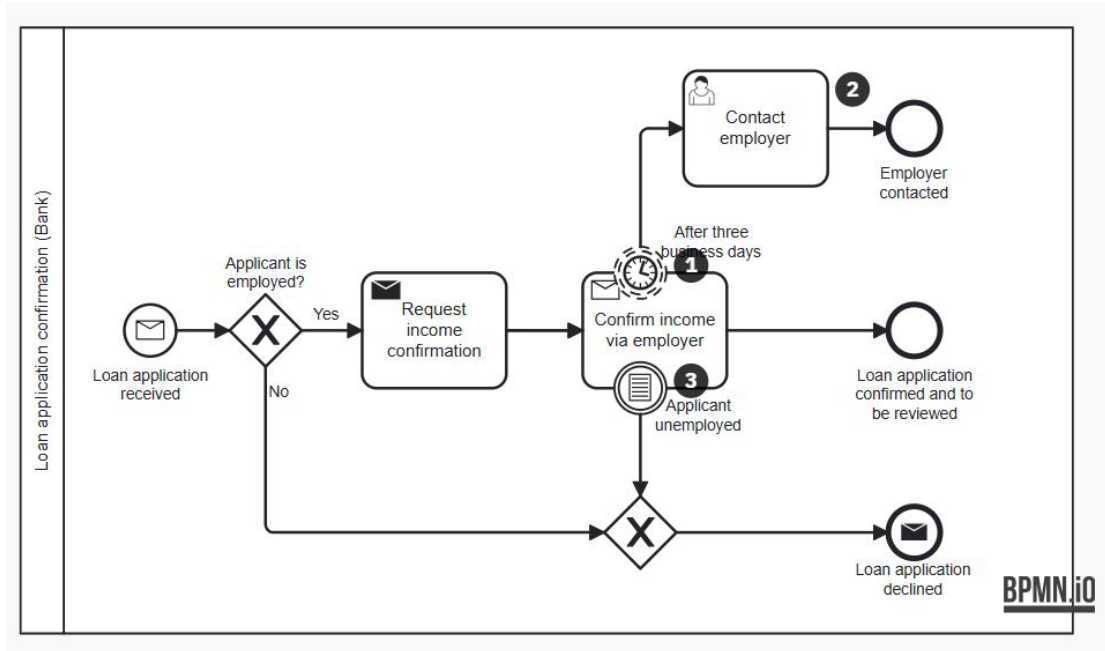 Loan application confirmation (Bank)
Loan application
received
Applicant is
employed?
Yes
No
Request
income
confirmation
Contact
employer
2
Employer
contacted
After three
business days
1
Confirm income
via employer
3
Applicant
unemployed
Loan application
confirmed and to
be reviewed
Loan application
declined
BPMN.iO